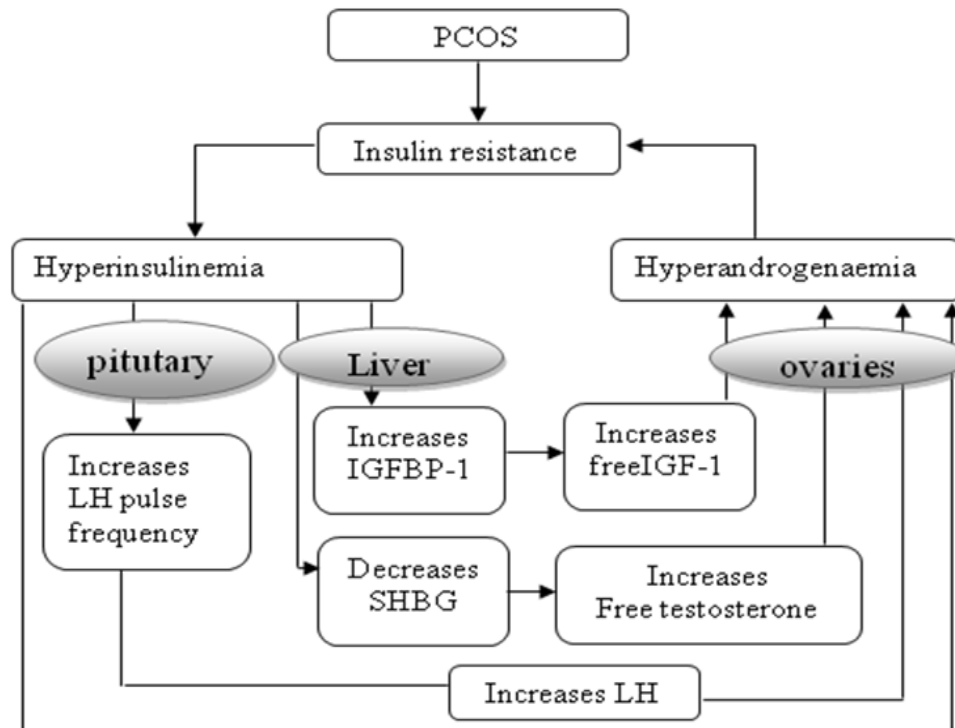 PCOS
Insulin resistance
Hyperinsulinemia
Hyperandrogenaemia
pitutary
Liver
ovaries
Increases
LH pulse
frequency
Increases
IGFBP-1
Increases
freeIGF-1
Decreases
SHBG
Increases
Free testosterone
Increases LH